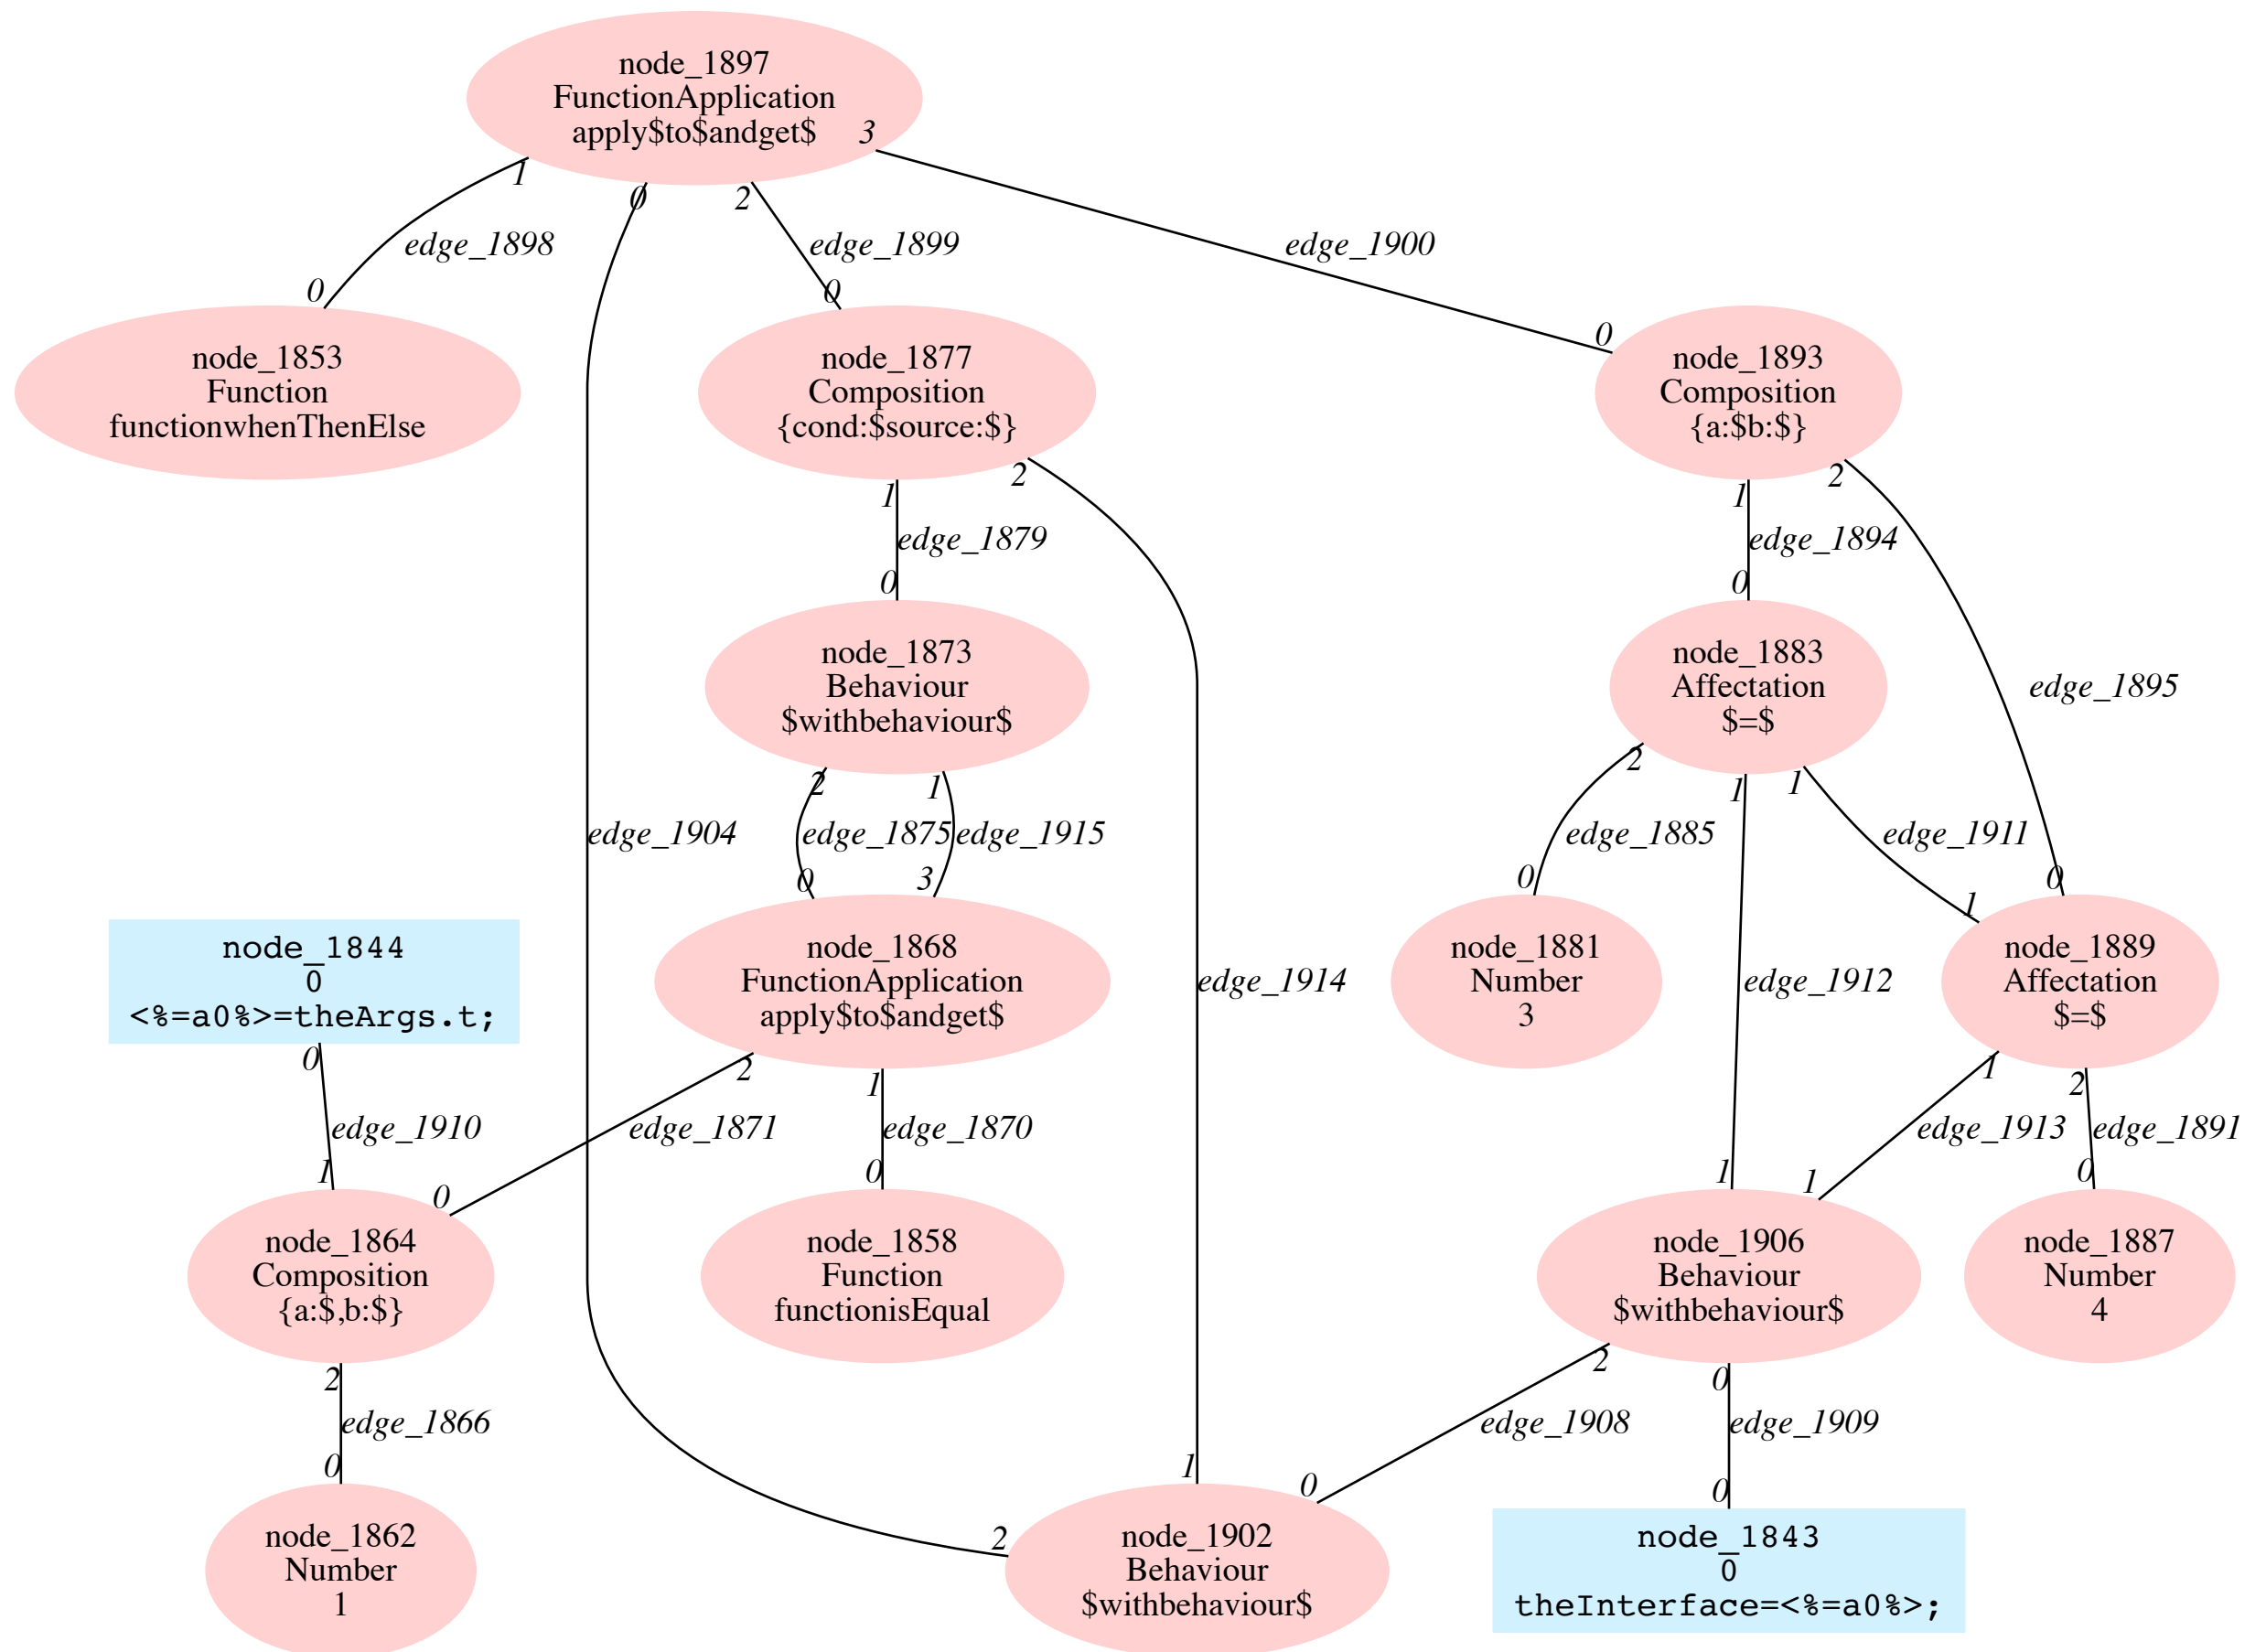 node_1897
FunctionApplication
apply$to$andget$
3
1
0
2
edge_1898
edge_1899
edge_1900
0
0
0
node_1853
Function
functionwhenThenElse
node_1877
Composition
{cond:$source:$}
node_1893
Composition
{a:$b:$}
1
2
1
2
edge_1879
edge_1894
0
0
node_1873
Behaviour
$withbehaviour$
node_1883
Affectation
$=$
edge_1895
2
1
2
1
1
edge_1904
edge_1875
edge_1915
edge_1885
edge_1911
0
3
0
1
0
node_1844
0
<%=a0%>=theArgs.t;
node_1868
FunctionApplication
apply$to$andget$
edge_1914
node_1881
Number
3
edge_1912
node_1889
Affectation
$=$
0
2
1
1
2
edge_1910
edge_1871
edge_1870
edge_1913
edge_1891
1
0
0
1
1
0
node_1864
Composition
{a:$,b:$}
node_1858
Function
functionisEqual
node_1906
Behaviour
$withbehaviour$
node_1887
Number
4
2
2
0
edge_1866
edge_1908
edge_1909
0
1
0
0
2
node_1862
Number
1
node_1902
Behaviour
$withbehaviour$
node_1843
0
theInterface=<%=a0%>;